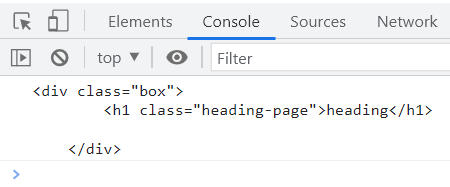 Elements Console Sources Network
top ▼ Filter
<div class="box">
<h1 class="heading-page">heading</h1>
</div>
>